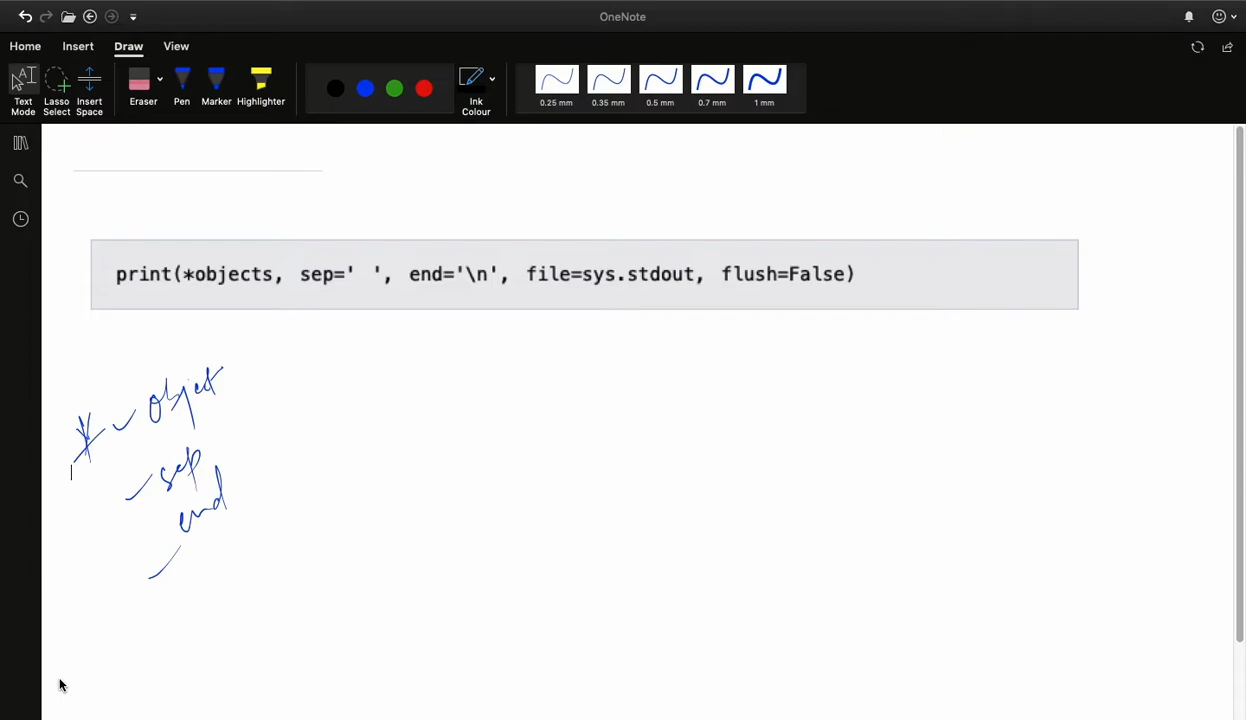 OneNote
Home Insert Draw View
Text Mode
Lasso Select
Insert Space
Eraser
Pen
Marker
Highlighter
Ink Colour
0.25 mm
0.35 mm
0.5 mm
0.7 mm
1 mm
print(*objects, sep=' ', end='\n', file=sys.stdout, flush=False)
* object
sep
end